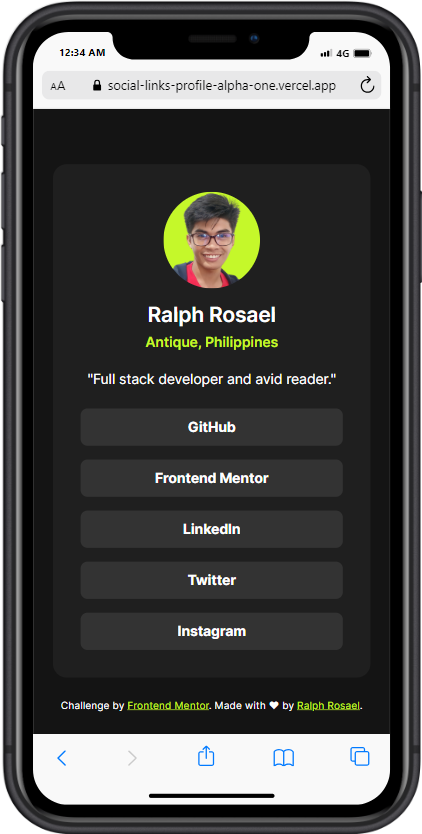 12:34 AM
4G
AA
social-links-profile-alpha-one.vercel.app
Ralph Rosael
Antique, Philippines
"Full stack developer and avid reader."
GitHub
Frontend Mentor
LinkedIn
Twitter
Instagram
Challenge by Frontend Mentor. Made with ♥ by Ralph Rosael.